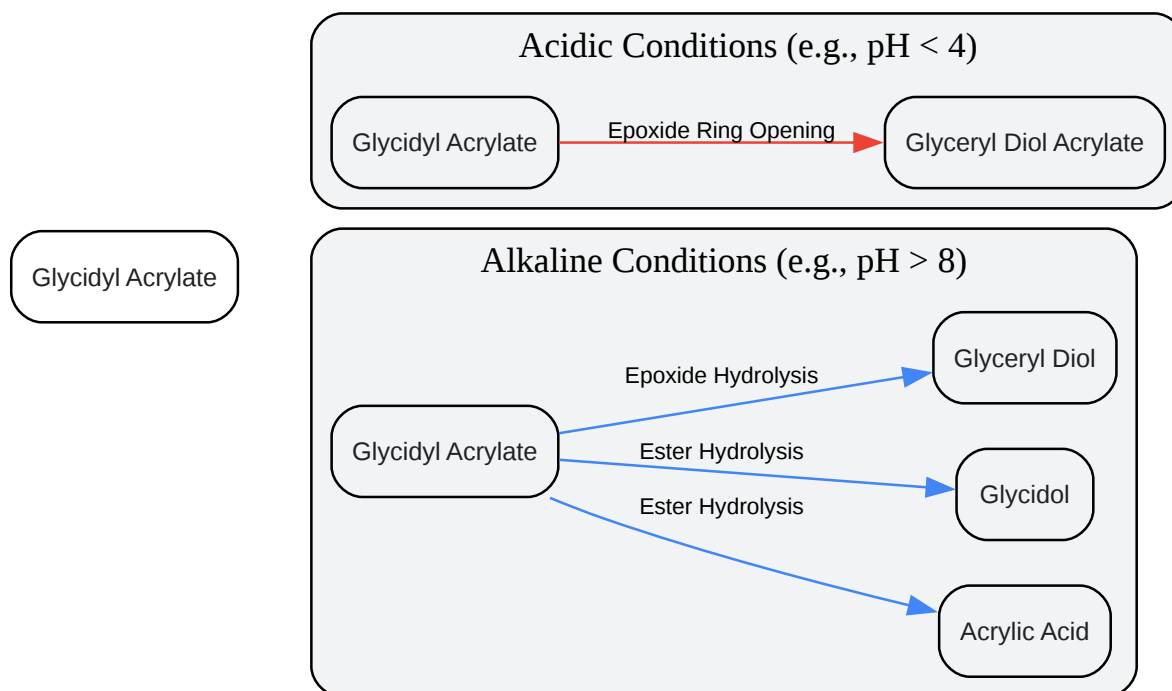 Acidic Conditions (e.g., pH < 4)
Glycidyl Acrylate
Epoxide Ring Opening
Glyceryl Diol Acrylate
Glycidyl Acrylate
Alkaline Conditions (e.g., pH > 8)
Glycidyl Acrylate
Epoxide Hydrolysis
Ester Hydrolysis
Ester Hydrolysis
Glyceryl Diol
Glycidol
Acrylic Acid